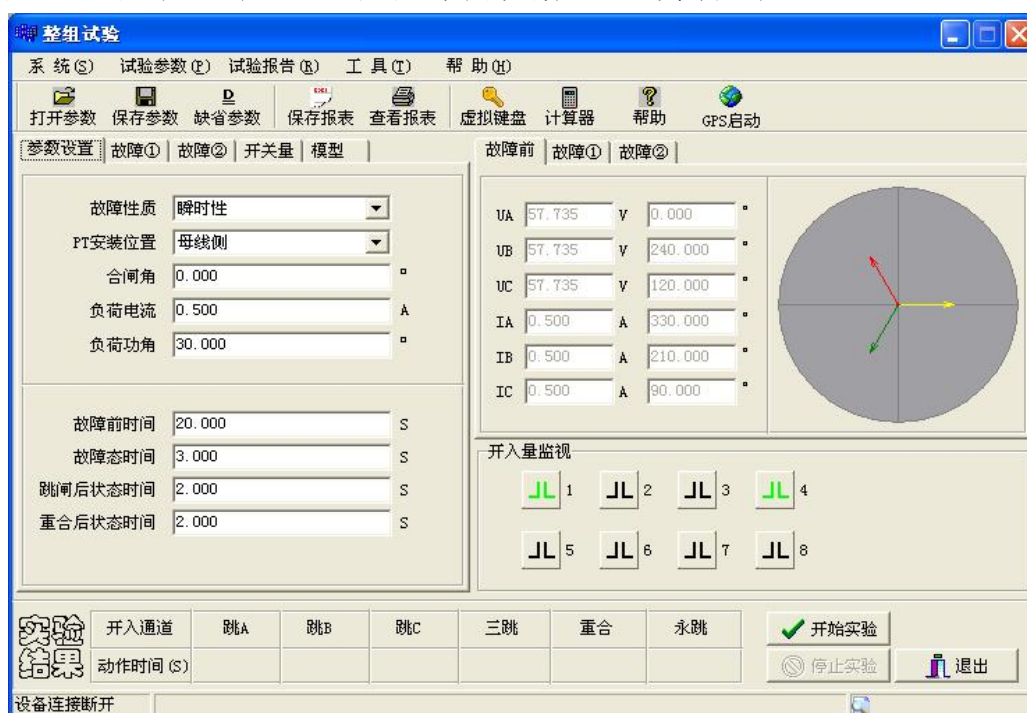 整组试验
系 统(S) 试验参数(P) 试验报告(R) 工 具(T) 帮 助(H)
打开参数 保存参数 缺省参数 保存报表 查看报表 虚拟键盘 计算器 帮助 GPS启动
参数设置 故障① 故障② 开关量 模型
故障性质 瞬时性
PT安装位置 母线侧
合闸角 0.000 °
负荷电流 0.500 A
负荷功角 30.000 °
故障前时间 20.000 S
故障态时间 3.000 S
跳闸后状态时间 2.000 S
重合后状态时间 2.000 S
故障前 故障① 故障②
UA 57.735 V 0.000 °
UB 57.735 V 240.000 °
UC 57.735 V 120.000 °
IA 0.500 A 330.000 °
IB 0.500 A 210.000 °
IC 0.500 A 90.000 °
开入量监视
1 2 3 4
5 6 7 8
实验结果
开入通道 跳A 跳B 跳C 三跳 重合 永跳
动作时间(S)
开始实验
停止实验 退出
设备连接断开